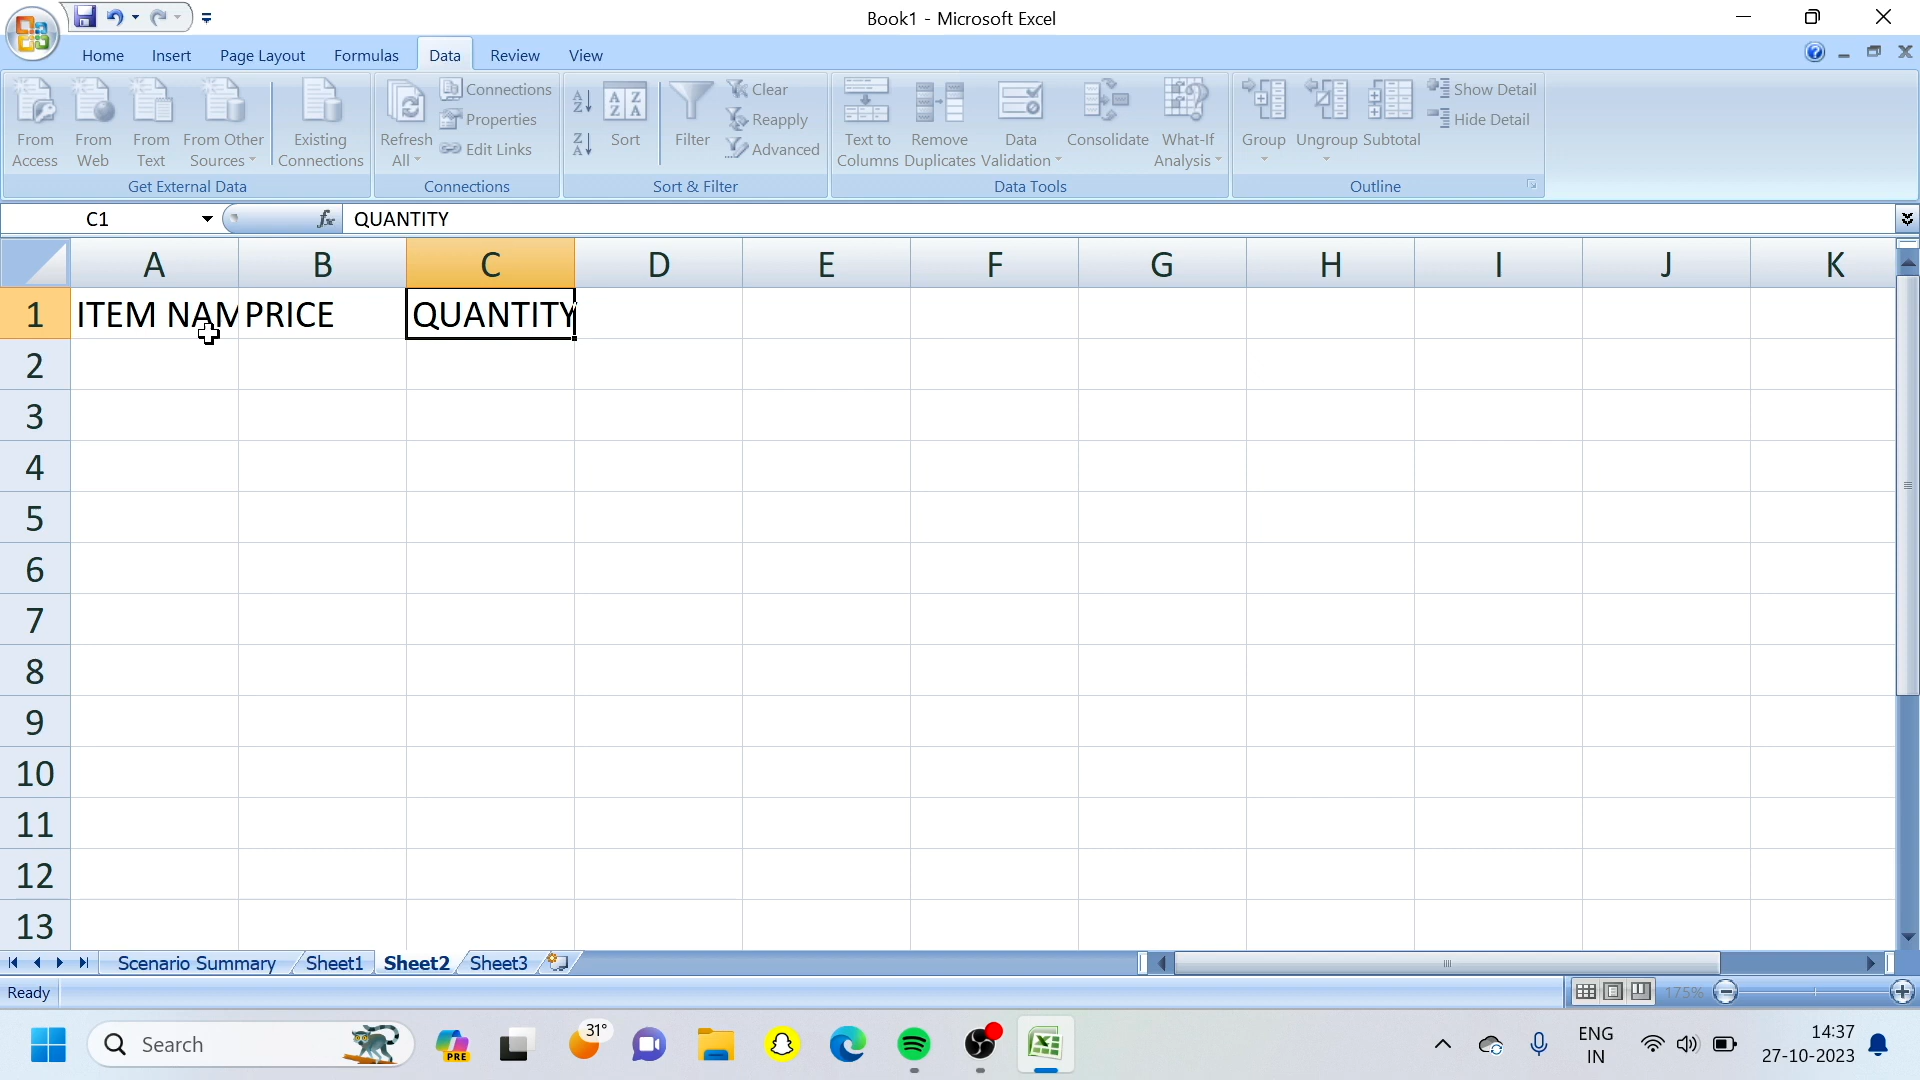 Book1 - Microsoft Excel
Home Insert Page Layout Formulas Data Review View
From Access
From Web
From Text
From Other Sources
Existing Connections
Get External Data
Refresh All
Connections
Properties
Edit Links
Connections
Sort
Filter
Clear
Reapply
Advanced
Sort & Filter
Text to Columns
Remove Duplicates
Data Validation
Consolidate
What-If Analysis
Data Tools
Group
Ungroup
Subtotal
Show Detail
Hide Detail
Outline
C1 fx QUANTITY
A B C D E F G H I J K
1 ITEM NAM PRICE QUANTITY
2
3
4
5
6
7
8
9
10
11
12
13
Scenario Summary Sheet1 Sheet2 Sheet3
Ready 175%
Search PRE 31° ENG IN 14:37 27-10-2023